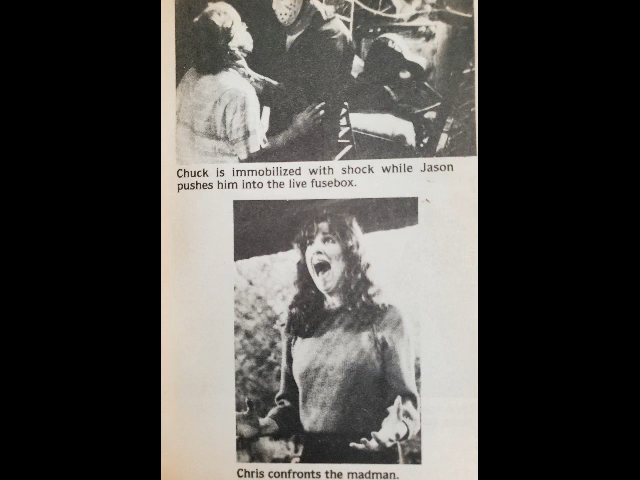 Chuck is immobilized with shock while Jason
pushes him into the live fusebox.
Chris confronts the madman.